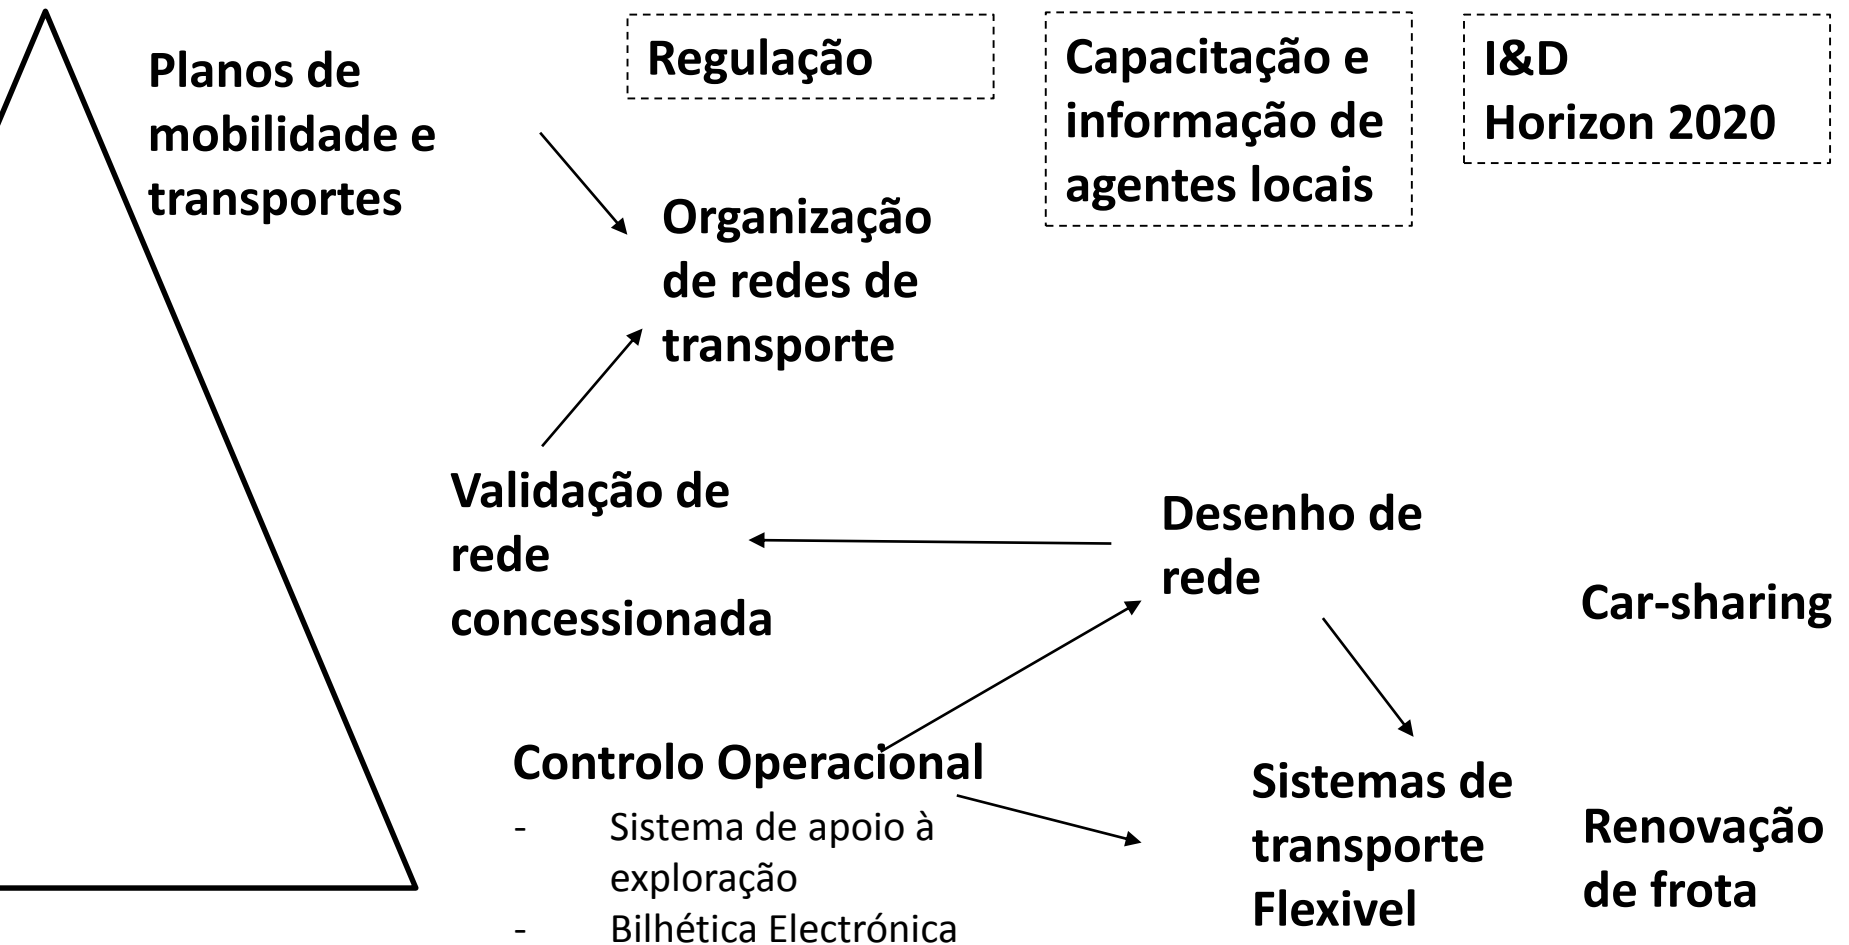 Planos de
mobilidade e
transportes
Regulação
Capacitação e
informação de
agentes locais
I&D
Horizon 2020
Organização
de redes de
transporte
Validação de
rede
concessionada
Desenho de
rede
Car-sharing
Controlo Operacional
- Sistema de apoio à
exploração
- Bilhética Electrónica
Sistemas de
transporte
Flexivel
Renovação
de frota